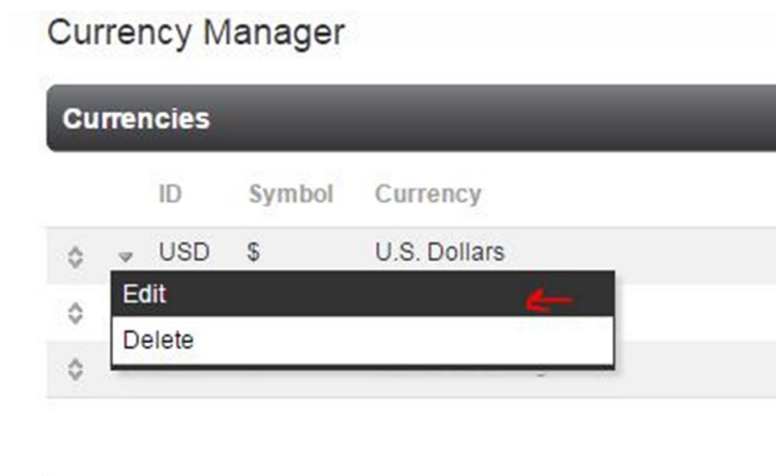 Currency Manager
Currencies
ID Symbol Currency
USD $ U.S. Dollars
Edit
Delete